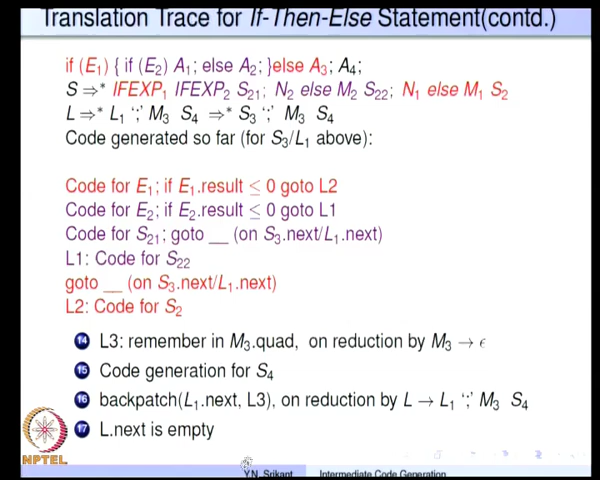 Translation Trace for If-Then-Else Statement(contd.)
if (E₁) { if (E₂) A₁; else A₂; }else A₃; A₄;
S ⇒* IFEXP₁ IFEXP₂ S₂₁; N₂ else M₂ S₂₂; N₁ else M₁ S₂
L ⇒* L₁ ';' M₃ S₄ ⇒* S₃ ';' M₃ S₄
Code generated so far (for S₃/L₁ above):
Code for E₁; if E₁.result ≤ 0 goto L2
Code for E₂; if E₂.result ≤ 0 goto L1
Code for S₂₁; goto __ (on S₃.next/L₁.next)
L1: Code for S₂₂
goto __ (on S₃.next/L₁.next)
L2: Code for S₂
14 L3: remember in M₃.quad, on reduction by M₃ → ϵ
15 Code generation for S₄
16 backpatch(L₁.next, L3), on reduction by L → L₁ ';' M₃ S₄
17 L.next is empty
NPTEL
Y.N. Srikant Intermediate Code Generation